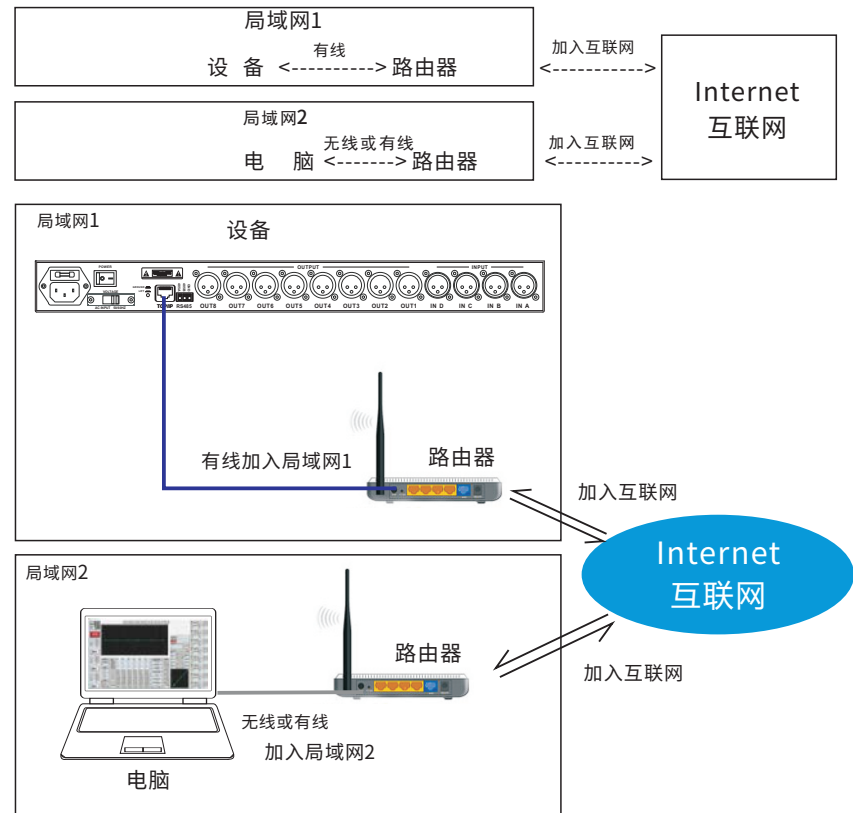 局域网1
有线
设 备 <----------> 路由器
加入互联网
<----------->
局域网2
无线或有线
电 脑 <-------> 路由器
加入互联网
<---------->
Internet
互联网
局域网1
设备
POWER
OUTPUT
INPUT
TCP/IP RS485 OUT8 OUT7 OUT6 OUT5 OUT4 OUT3 OUT2 OUT1 IN D IN C IN B IN A
有线加入局域网1
路由器
加入互联网
Internet
互联网
局域网2
路由器
加入互联网
无线或有线
加入局域网2
电脑